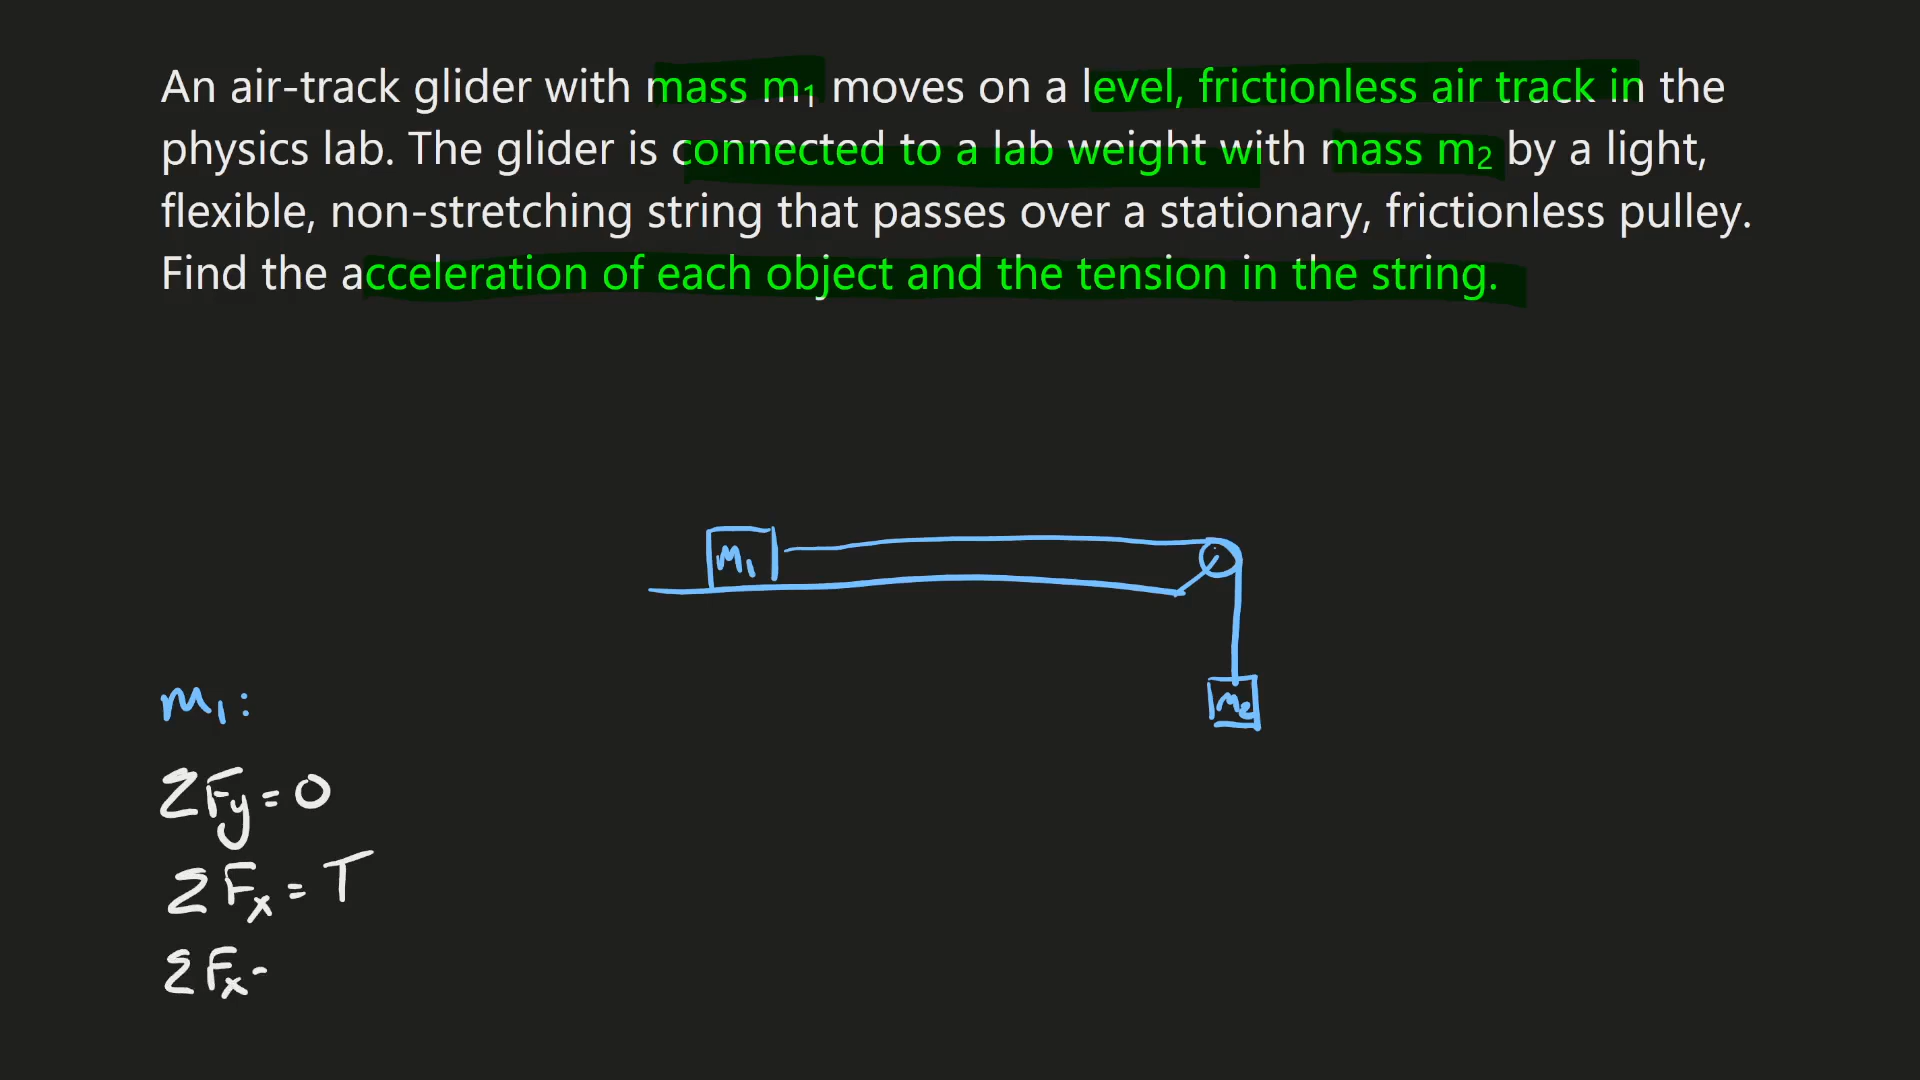 An air-track glider with mass m₁ moves on a level, frictionless air track in the
physics lab. The glider is connected to a lab weight with mass m₂ by a light,
flexible, non-stretching string that passes over a stationary, frictionless pulley.
Find the acceleration of each object and the tension in the string.
m₁
m₂
m₁:
ΣFy = 0
ΣFx = T
ΣFx -